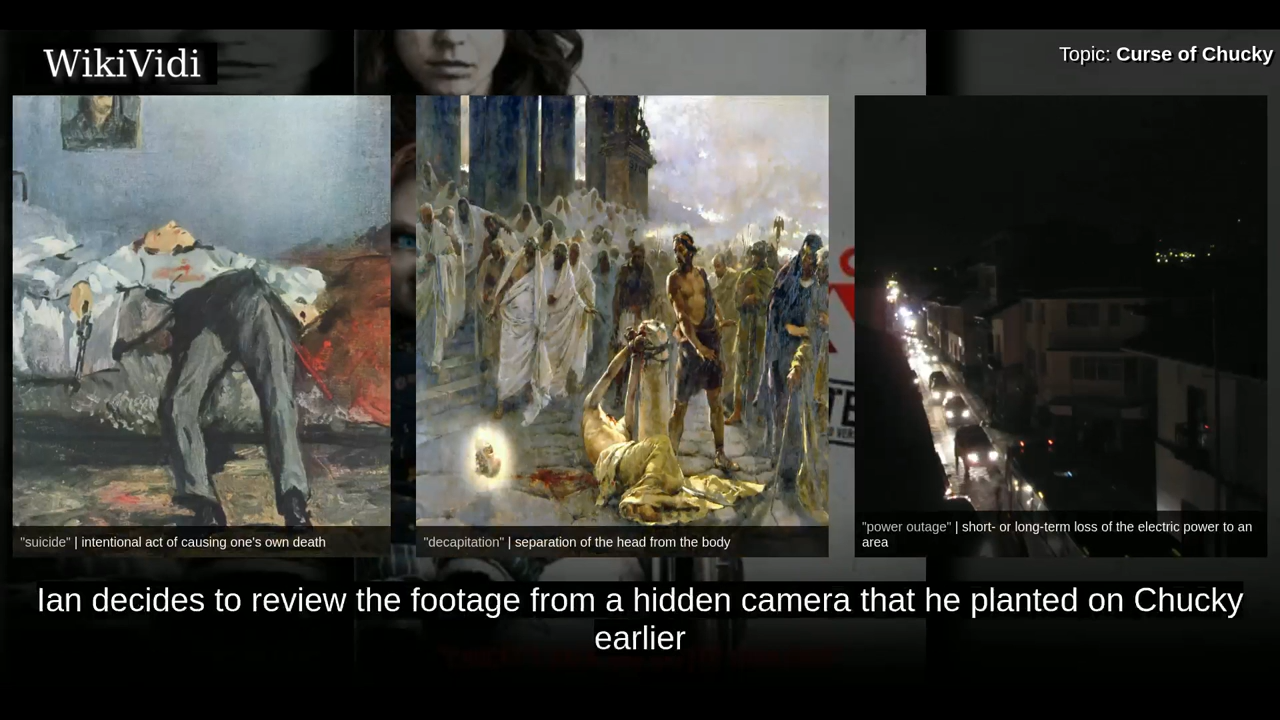 WikiVidi
Topic: Curse of Chucky
"suicide" | intentional act of causing one's own death
"decapitation" | separation of the head from the body
"power outage" | short- or long-term loss of the electric power to an
area
Ian decides to review the footage from a hidden camera that he planted on Chucky
earlier